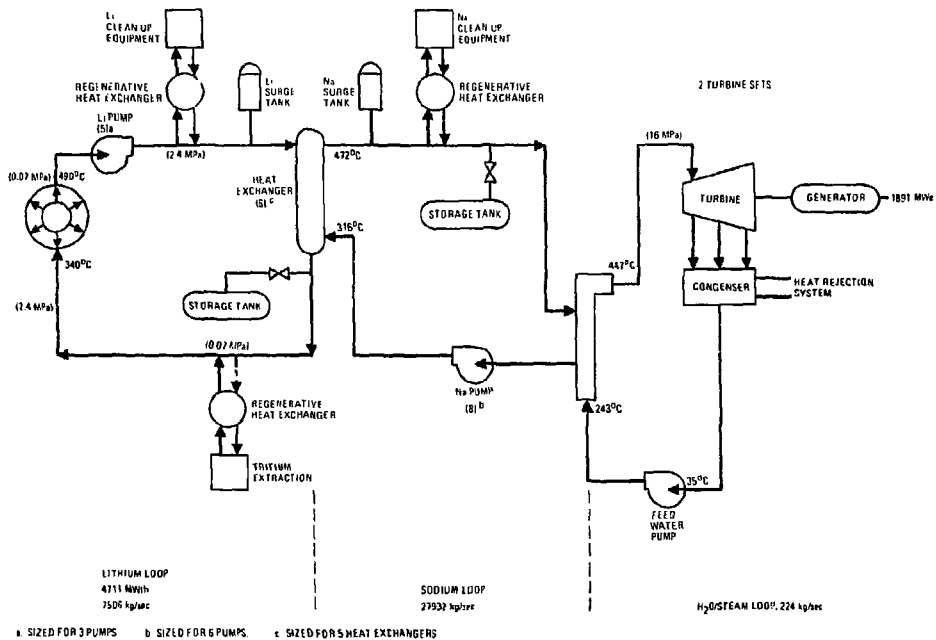 Li
CLEAN UP
EQUIPMENT
Na
CLEAN UP
EQUIPMENT
REGENERATIVE
HEAT EXCHANGER
Li
SURGE
TANK
Na
SURGE
TANK
REGENERATIVE
HEAT EXCHANGER
2 TURBINE SETS
Li PUMP
(5)a
(2.4 MPa)
472°C
(16 MPa)
(0.07 MPa)
490°C
HEAT
EXCHANGER
(6) c
STORAGE TANK
TURBINE
GENERATOR
1891 MWe
316°C
340°C
447°C
CONDENSER
HEAT REJECTION
SYSTEM
(2.4 MPa)
STORAGE TANK
(0.07 MPa)
Na PUMP
(8) b
243°C
REGENERATIVE
HEAT EXCHANGER
TRITIUM
EXTRACTION
35°C
FEED
WATER
PUMP
LITHIUM LOOP
MWth
7506 kg/sec
SODIUM LOOP
27932 kg/sec
H2O/STEAM LOOP, 224 kg/sec
a. SIZED FOR 3 PUMPS
b. SIZED FOR 6 PUMPS.
c. SIZED FOR 5 HEAT EXCHANGERS